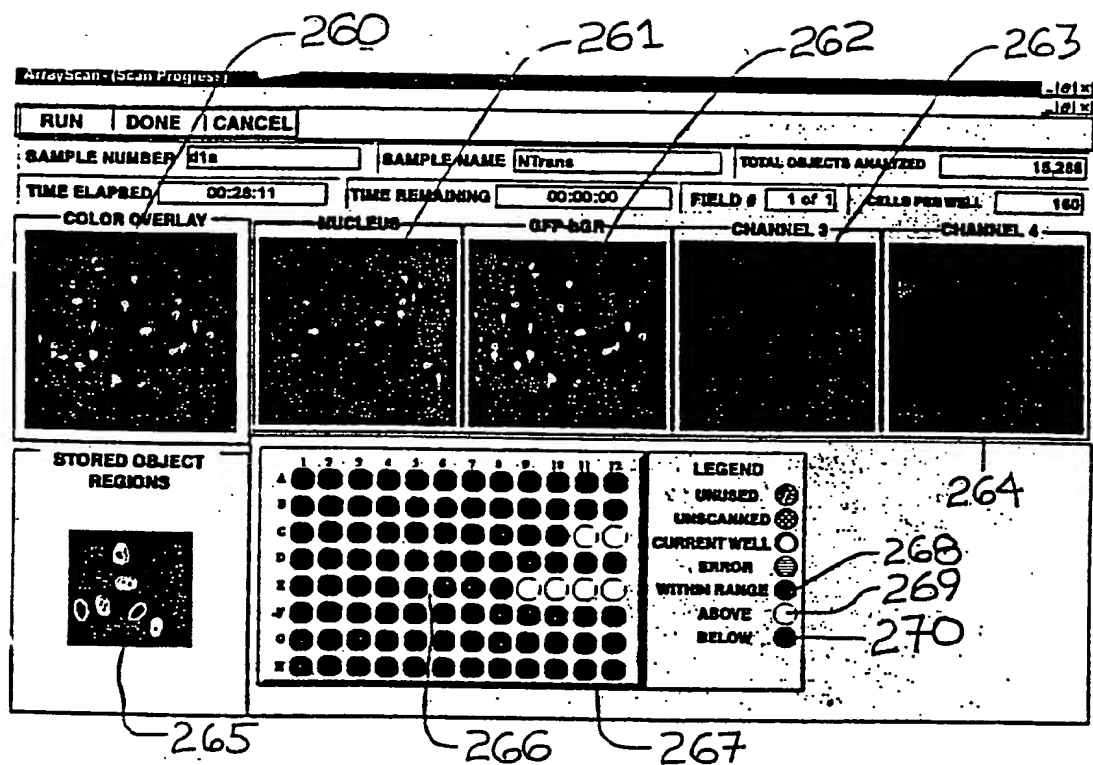 260 261 262 263
ArrayScan - (Scan Progress)
RUN DONE CANCEL
SAMPLE NUMBER d1a SAMPLE NAME NTrans TOTAL OBJECTS ANALYZED 15,286
TIME ELAPSED 00:28:11 TIME REMAINING 00:00:00 FIELD # 1 of 1 CELLS PER WELL 160
COLOR OVERLAY NUCLEUS GFP-hGR CHANNEL 3 CHANNEL 4
STORED OBJECT
REGIONS
1 2 3 4 5 6 7 8 9 10 11 12
A
B
C
D
E
F
G
H
LEGEND
UNUSED
UNSCANNED
CURRENT WELL
ERROR
WITHIN RANGE
ABOVE
BELOW
264
268
269
270
265 266 267